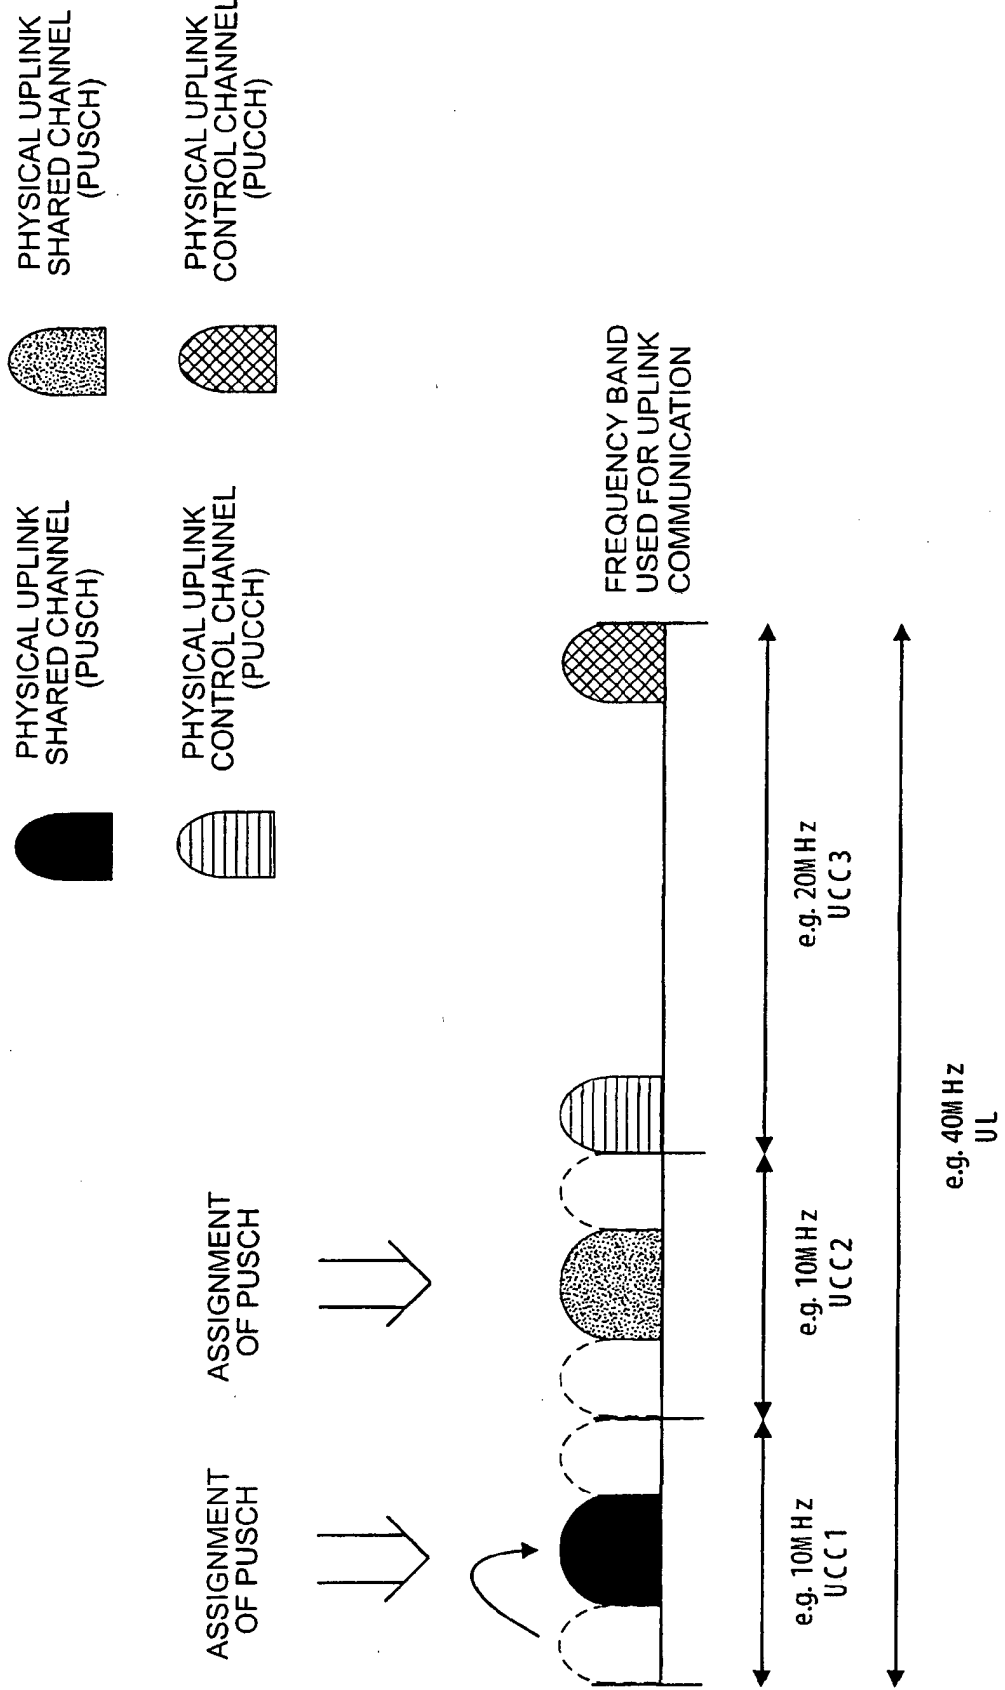 PHYSICAL UPLINK
SHARED CHANNEL
(PUSCH)
PHYSICAL UPLINK
SHARED CHANNEL
(PUSCH)
PHYSICAL UPLINK
CONTROL CHANNEL
(PUCCH)
PHYSICAL UPLINK
CONTROL CHANNEL
(PUCCH)
ASSIGNMENT
OF PUSCH
ASSIGNMENT
OF PUSCH
FREQUENCY BAND
USED FOR UPLINK
COMMUNICATION
e.g. 10MHz
UCC1
e.g. 10MHz
UCC2
e.g. 20MHz
UCC3
e.g. 40MHz
UL